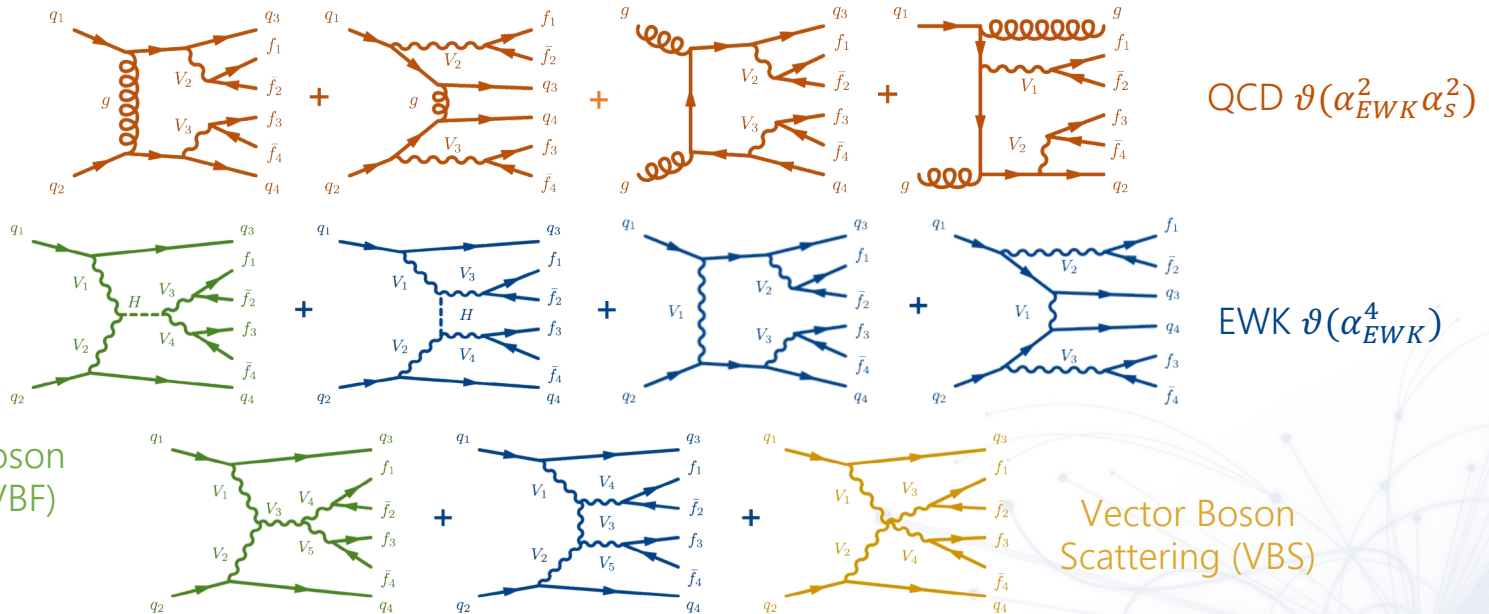 q₁ q₃ f₁ f̄₂ f₃ f̄₄ q₄ q₂ g V₂ V₃
+
q₁ f₁ f̄₂ q₃ q₄ f₃ f̄₄ q₂ V₂ g V₃
+
g q₃ f₁ f̄₂ f₃ f̄₄ q₄ g V₂ V₃
+
q₁ g f₁ f̄₂ f₃ f̄₄ q₂ g V₁ V₂
QCD ϑ(α²_EWK α²_s)
q₁ q₃ f₁ f̄₂ f₃ f̄₄ q₄ q₂ V₁ V₂ H V₃ V₄
+
q₁ q₃ f₁ f̄₂ f₃ f̄₄ q₄ q₂ V₁ V₃ H V₂ V₄
+
q₁ q₃ f₁ f̄₂ f₃ f̄₄ q₄ q₂ V₁ V₂ V₃
+
q₁ f₁ f̄₂ q₃ q₄ f₃ f̄₄ q₂ V₂ V₁ V₃
EWK ϑ(α⁴_EWK)
oson
VBF)
q₁ q₃ f₁ f̄₂ f₃ f̄₄ q₄ q₂ V₁ V₂ V₃ V₄ V₅
+
q₁ q₃ f₁ f̄₂ f₃ f̄₄ q₄ q₂ V₁ V₄ V₃ V₂ V₅
+
q₁ q₃ f₁ f̄₂ f₃ f̄₄ q₄ q₂ V₁ V₃ V₂ V₄
Vector Boson
Scattering (VBS)